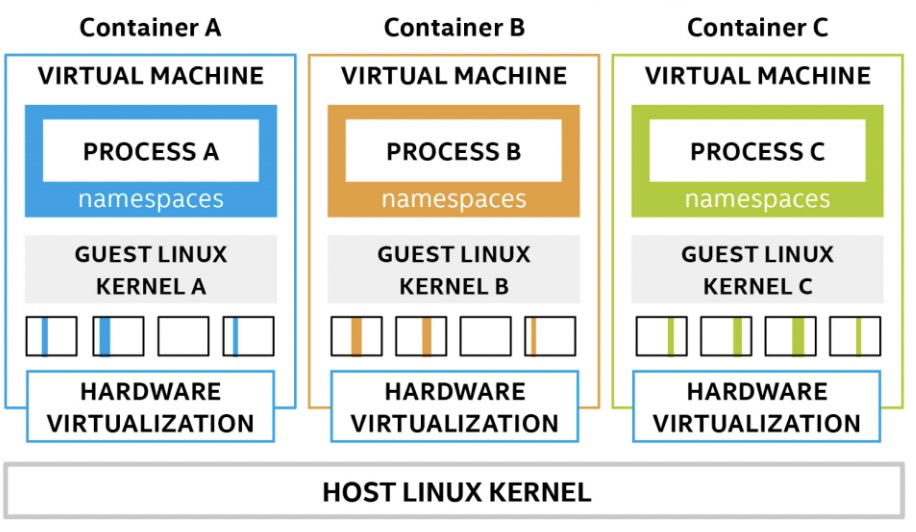 Container A
Container B
Container C
VIRTUAL MACHINE
VIRTUAL MACHINE
VIRTUAL MACHINE
PROCESS A
PROCESS B
PROCESS C
namespaces
namespaces
namespaces
GUEST LINUX
KERNEL A
GUEST LINUX
KERNEL B
GUEST LINUX
KERNEL C
HARDWARE
VIRTUALIZATION
HARDWARE
VIRTUALIZATION
HARDWARE
VIRTUALIZATION
HOST LINUX KERNEL